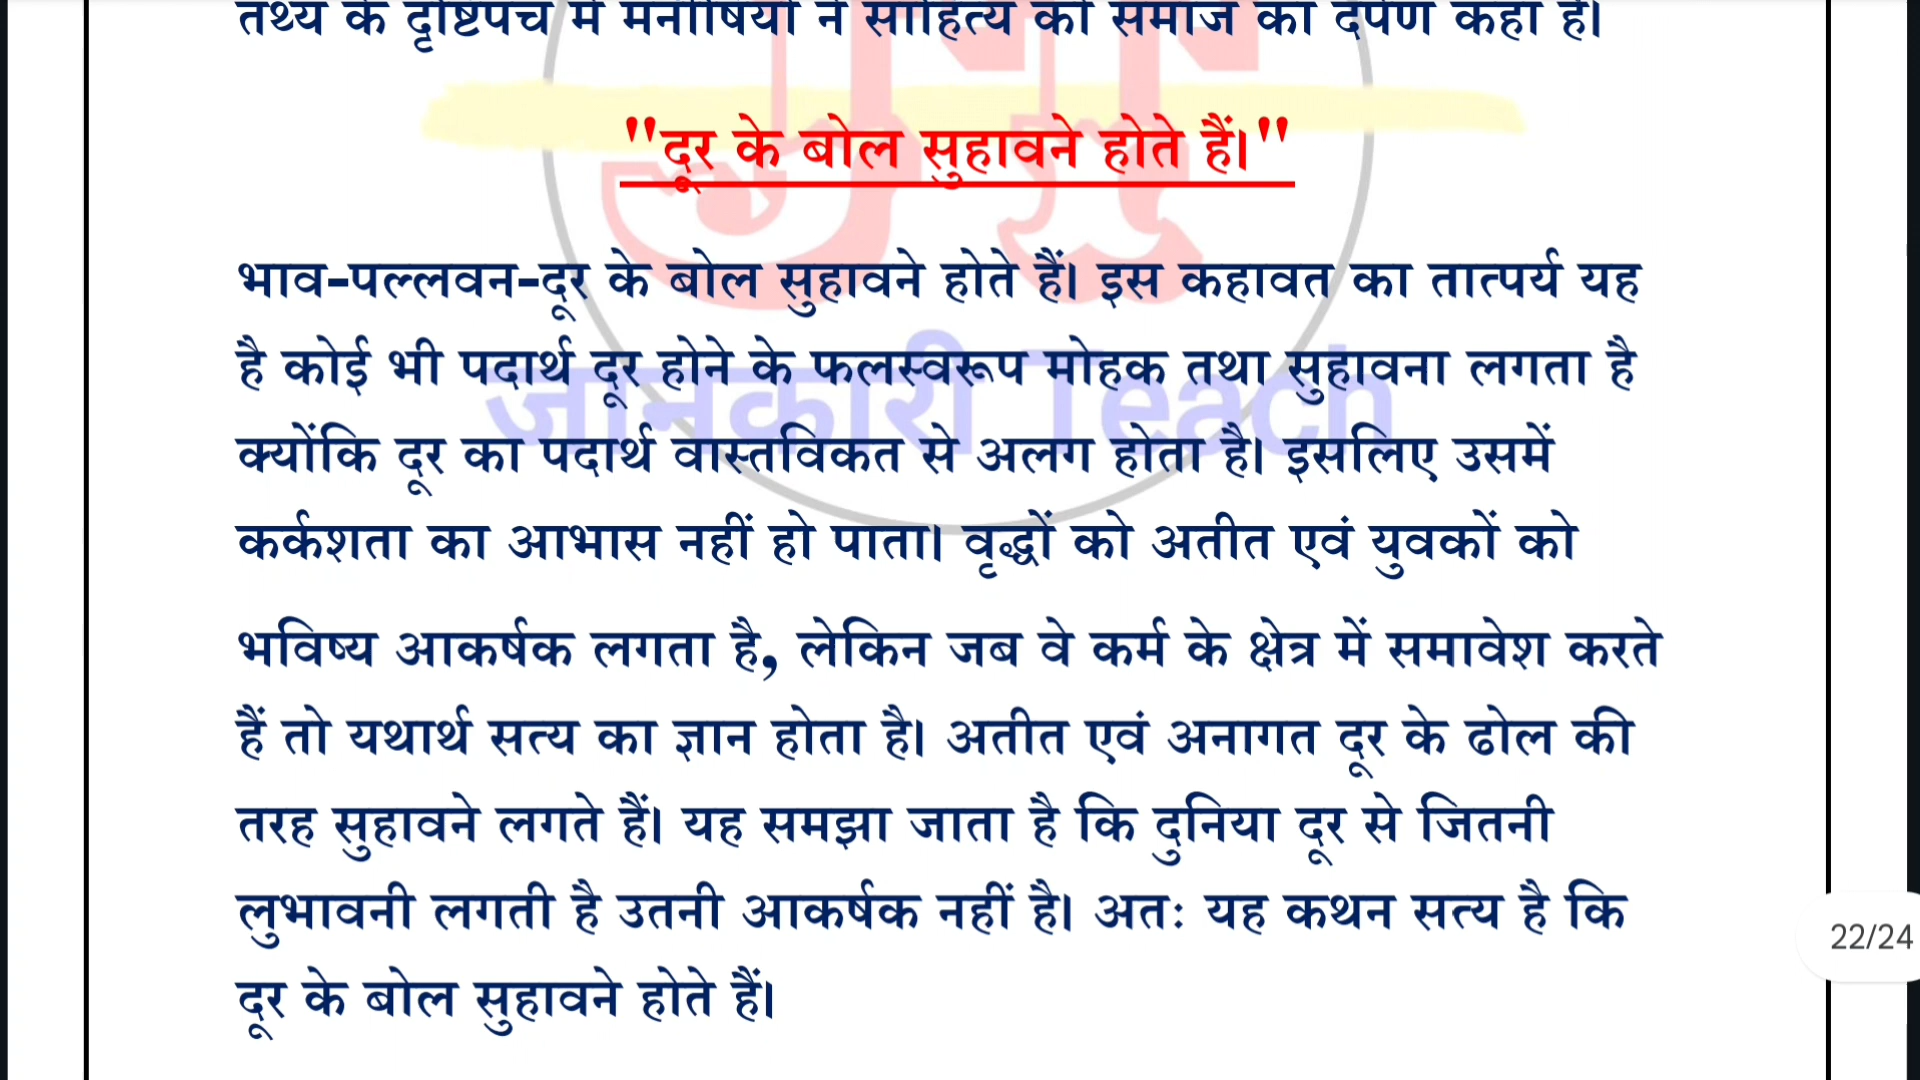 तथ्य के दृष्टिपच में मनीषियों ने साहित्य को समाज का दर्पण कहा है।
"दूर के बोल सुहावने होते हैं।"
भाव-पल्लवन-दूर के बोल सुहावने होते हैं। इस कहावत का तात्पर्य यह
है कोई भी पदार्थ दूर होने के फलस्वरूप मोहक तथा सुहावना लगता है
जानकारी Teach
क्योंकि दूर का पदार्थ वास्तविकत से अलग होता है। इसलिए उसमें
कर्कशता का आभास नहीं हो पाता। वृद्धों को अतीत एवं युवकों को
भविष्य आकर्षक लगता है, लेकिन जब वे कर्म के क्षेत्र में समावेश करते
हैं तो यथार्थ सत्य का ज्ञान होता है। अतीत एवं अनागत दूर के ढोल की
तरह सुहावने लगते हैं। यह समझा जाता है कि दुनिया दूर से जितनी
लुभावनी लगती है उतनी आकर्षक नहीं है। अतः यह कथन सत्य है कि
22/24
दूर के बोल सुहावने होते हैं।